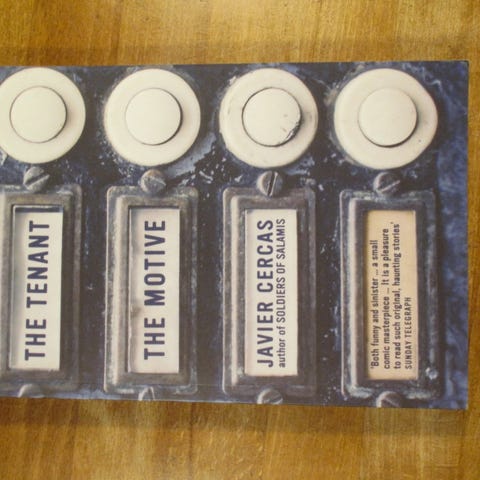 THE TENANT
THE MOTIVE
JAVIER CERCAS
author of SOLDIERS OF SALAMIS
'Both funny and sinister ... a small
comic masterpiece ... It is a pleasure
to read such original, haunting stories'
SUNDAY TELEGRAPH